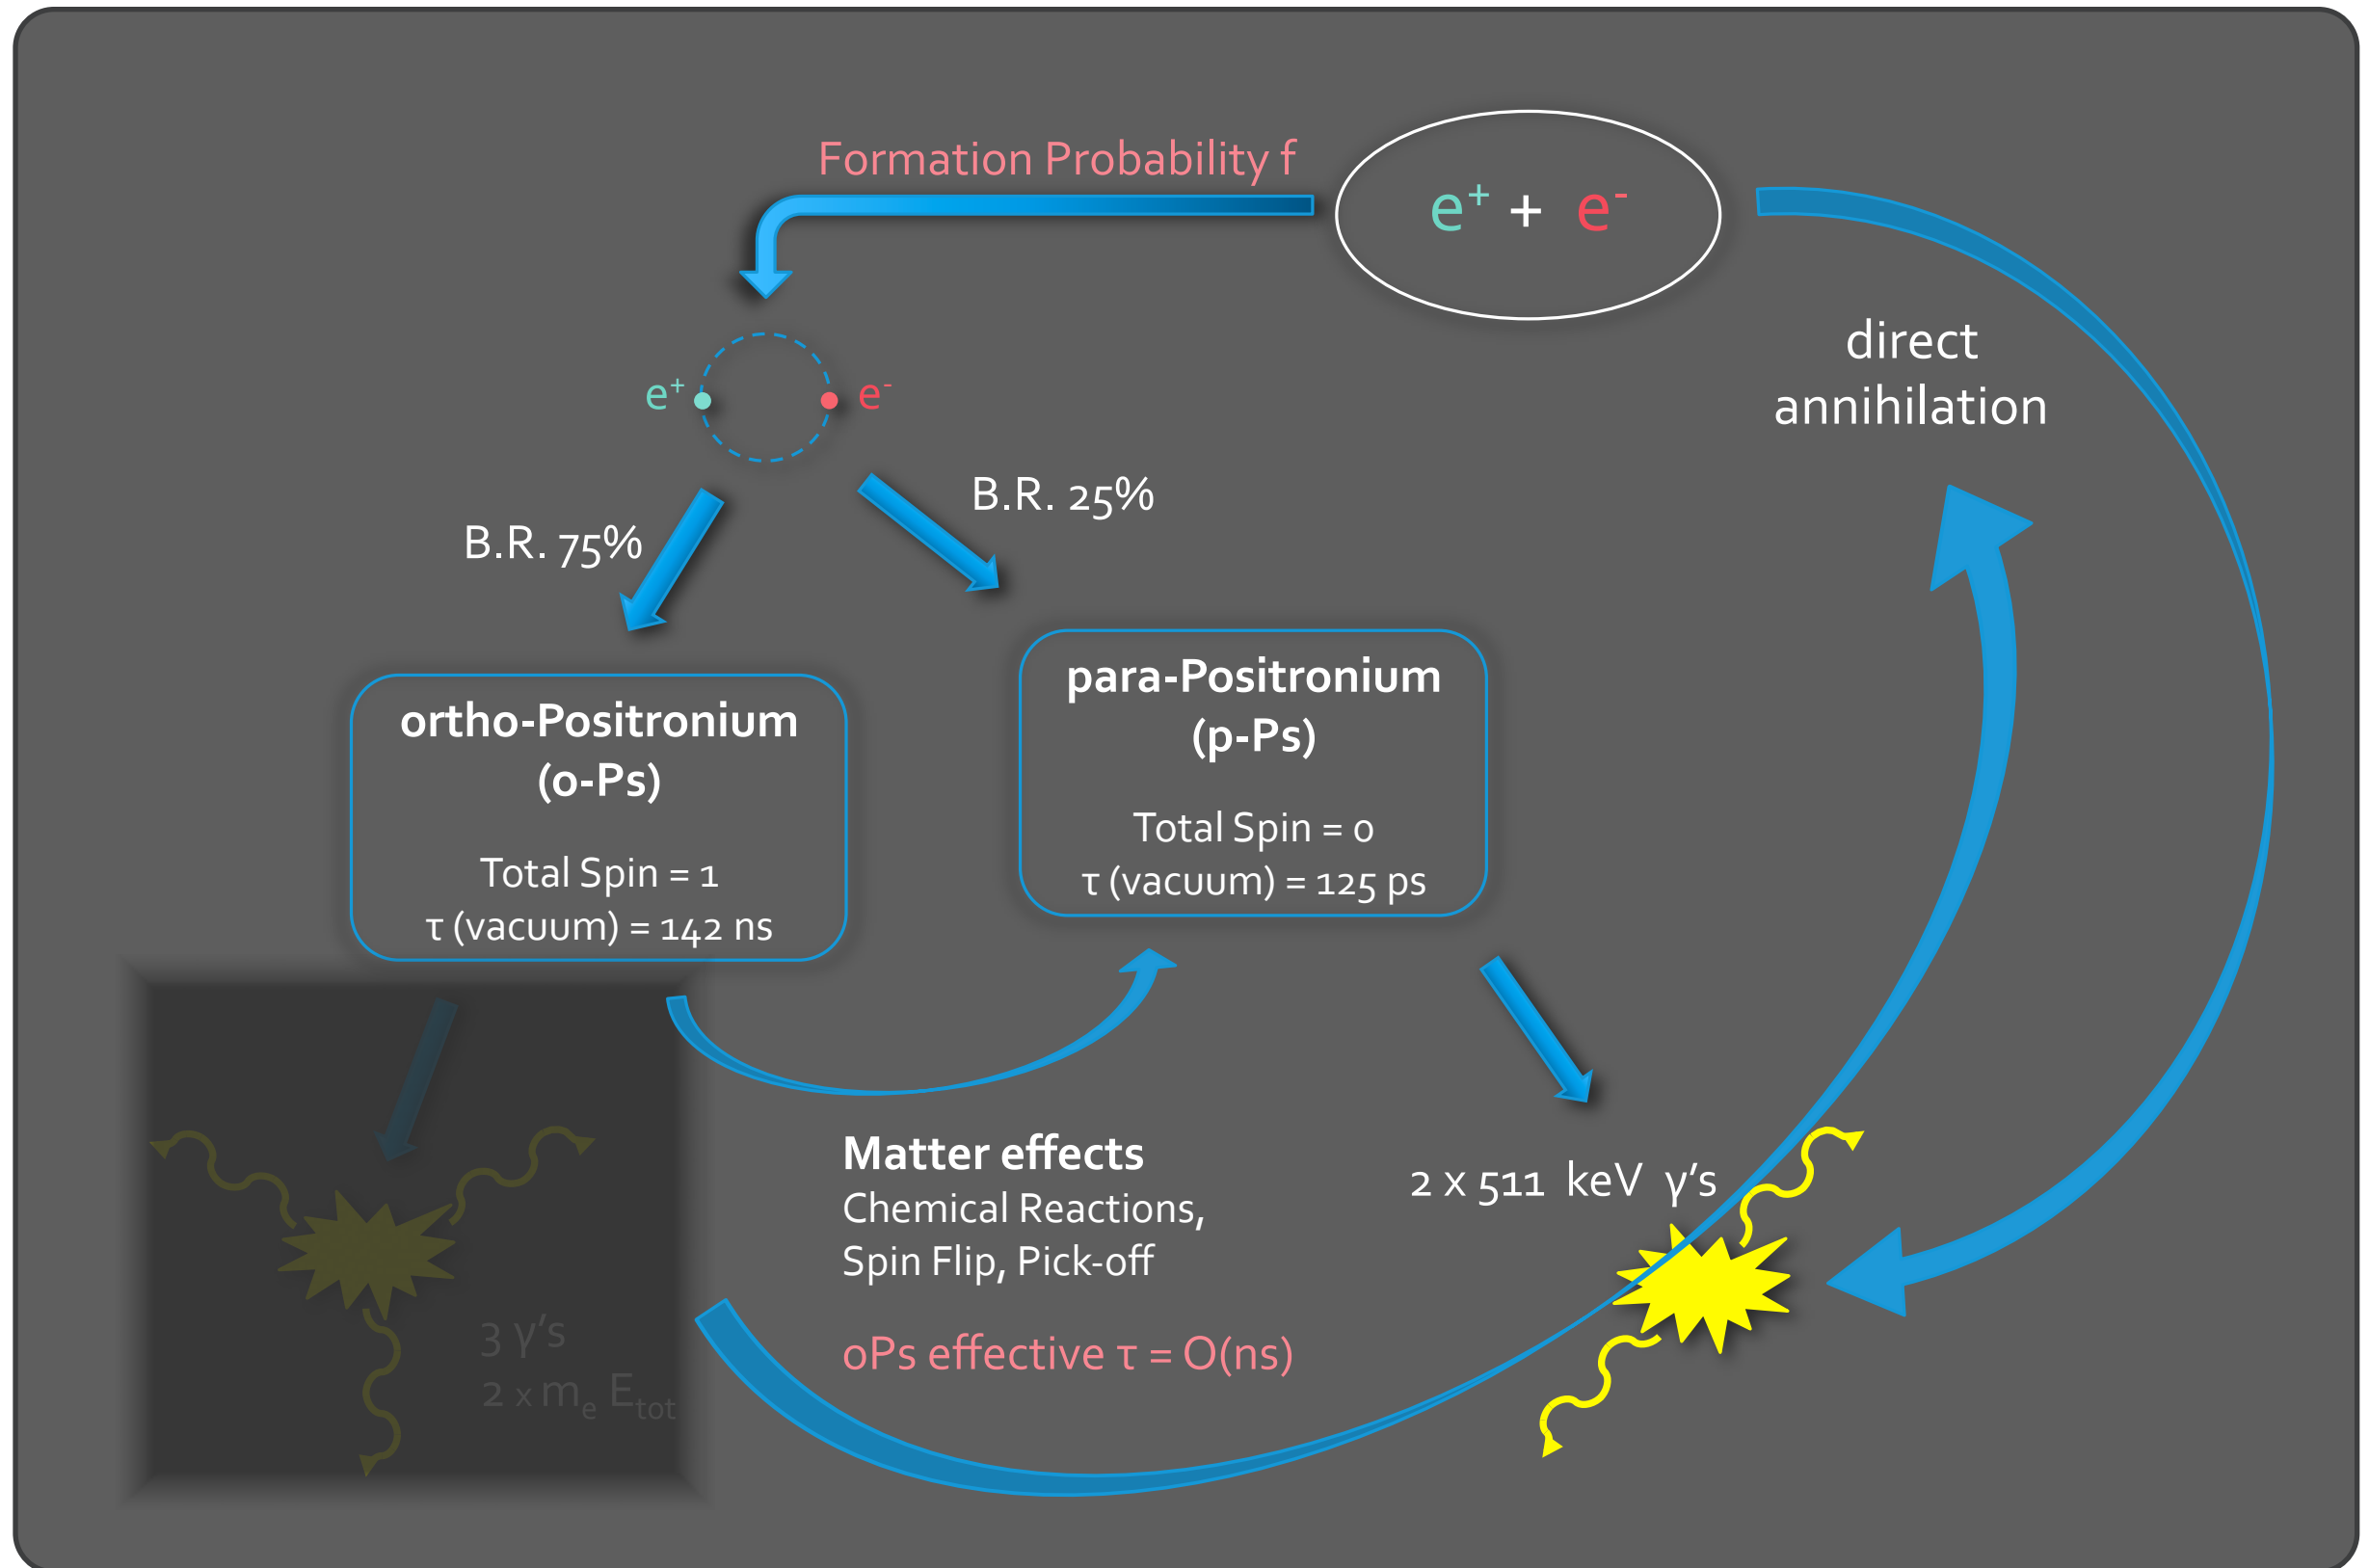 Formation Probability f
e⁺ + e⁻
direct
annihilation
e⁺ e⁻
B.R. 75%
B.R. 25%
ortho-Positronium
(o-Ps)
Total Spin = 1
τ (vacuum) = 142 ns
para-Positronium
(p-Ps)
Total Spin = 0
τ (vacuum) = 125 ps
Matter effects
Chemical Reactions,
Spin Flip, Pick-off
oPs effective τ = O(ns)
2 x 511 keV γ's
3 γ's
2 x mₑ E_tot